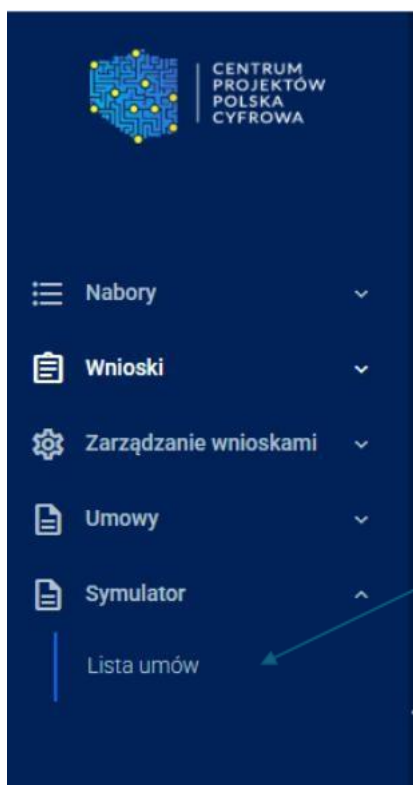 CENTRUM
PROJEKTÓW
POLSKA
CYFROWA
Nabory
Wnioski
Zarządzanie wnioskami
Umowy
Symulator
Lista umów